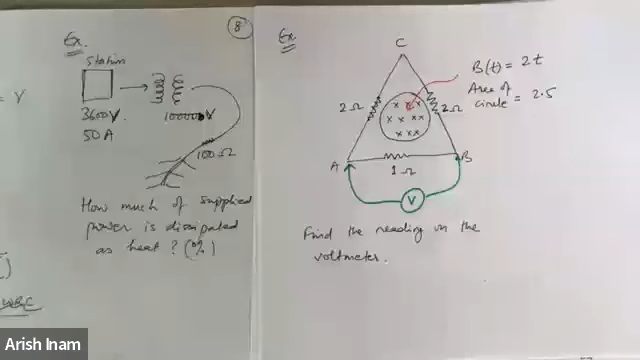 8
= V
Ex.
Station
3600V
50A
100000V
100Ω
How much of supplied
power is dissipated
as heat? (%)
Ex
C
B(t) = 2t
Area of
circle = 2.5
2Ω
2Ω
x x x
x x x x
x x x
A
B
1Ω
V
Find the reading in the
voltmeter.
Arish Inam